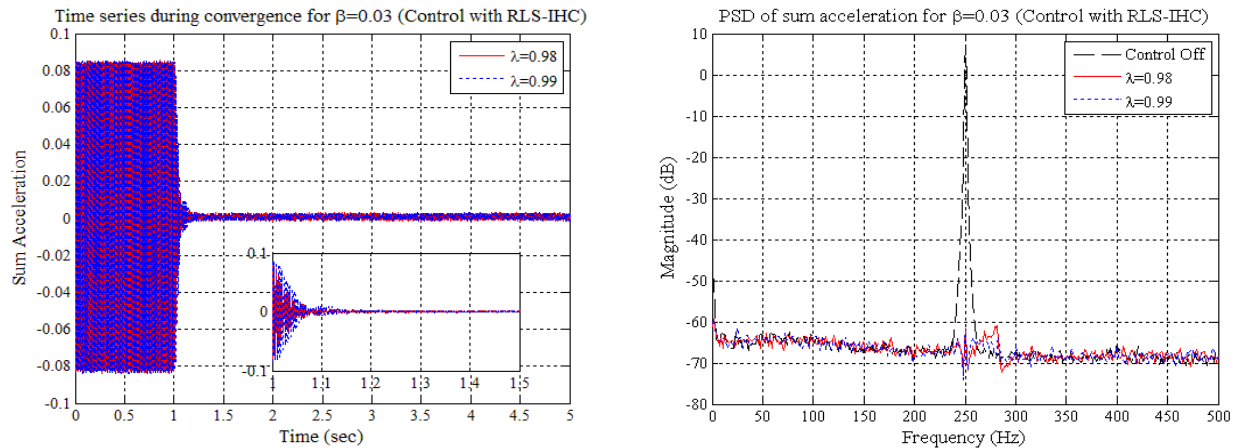 Time series during convergence for β=0.03 (Control with RLS-IHC)
Sum Acceleration
0.1
0.08
0.06
0.04
0.02
0
-0.02
-0.04
-0.06
-0.08
-0.1
λ=0.98
λ=0.99
0.1
0
-0.1
1 1.1 1.2 1.3 1.4 1.5
0 0.5 1 1.5 2 2.5 3 3.5 4 4.5 5
Time (sec)
PSD of sum acceleration for β=0.03 (Control with RLS-IHC)
Magnitude (dB)
10
0
-10
-20
-30
-40
-50
-60
-70
-80
Control Off
λ=0.98
λ=0.99
0 50 100 150 200 250 300 350 400 450 500
Frequency (Hz)